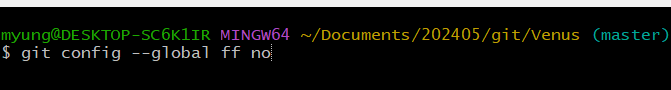 myung@DESKTOP-SC6K1IR MINGW64 ~/Documents/202405/git/Venus (master)
$ git config --global ff no